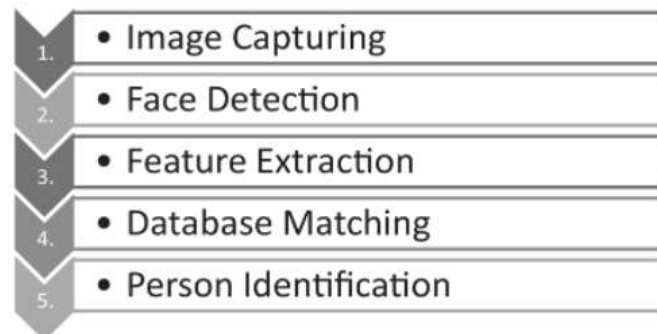 1. • Image Capturing
2. • Face Detection
3. • Feature Extraction
4. • Database Matching
5. • Person Identification